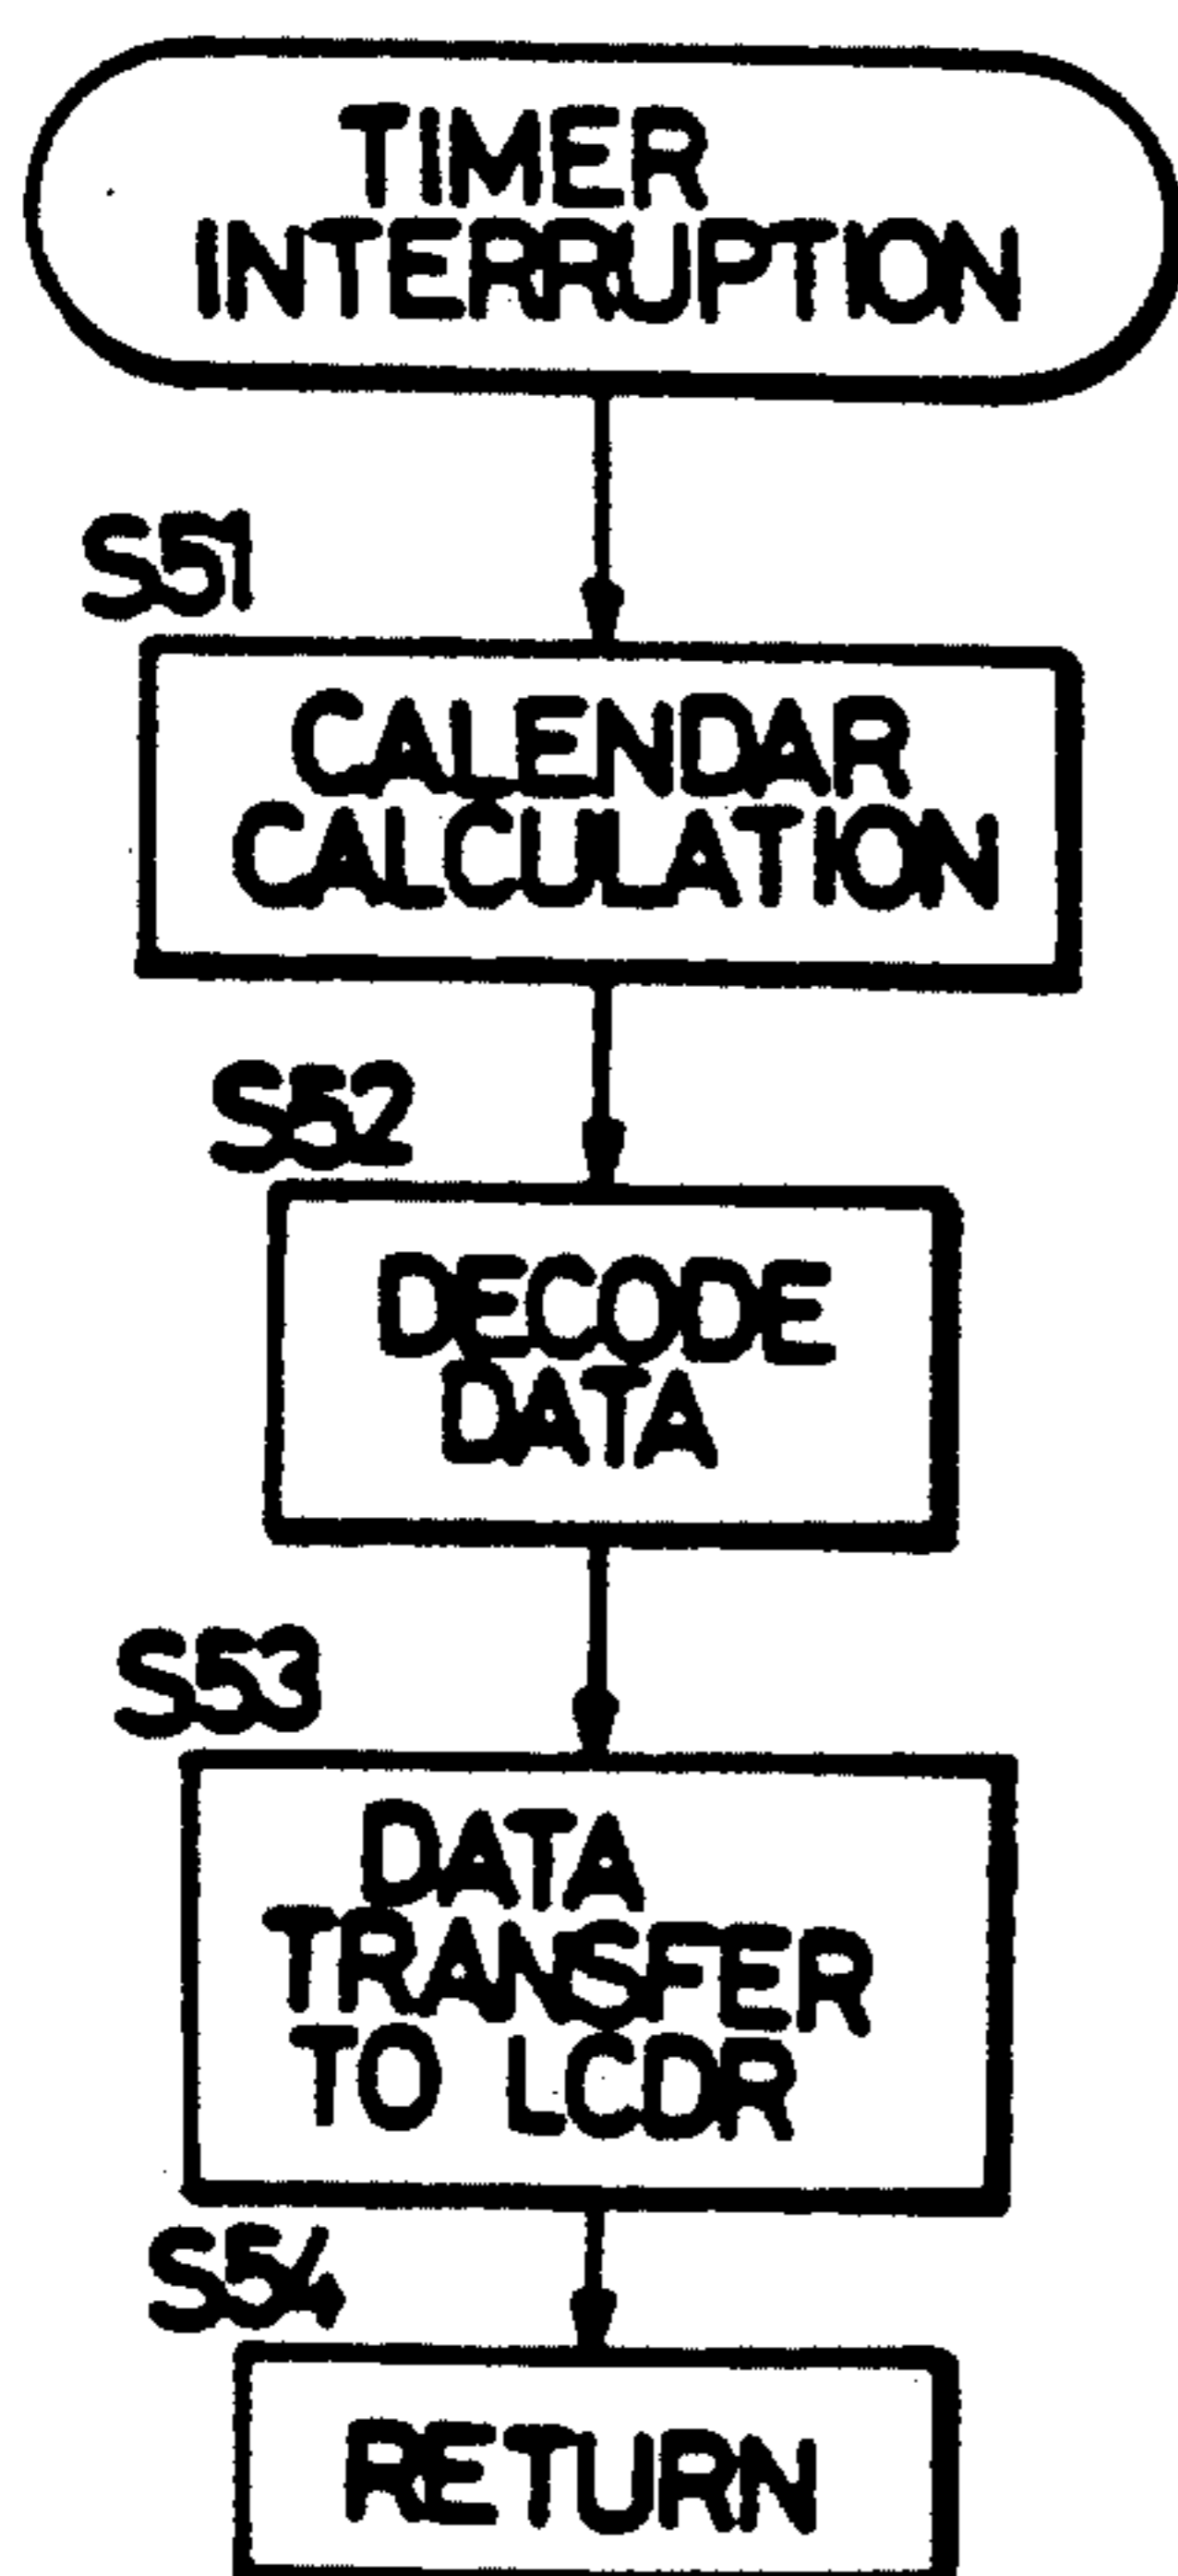 TIMER
INTERRUPTION
S51
CALENDAR
CALCULATION
S52
DECODE
DATA
S53
DATA
TRANSFER
TO LCDR
S54
RETURN